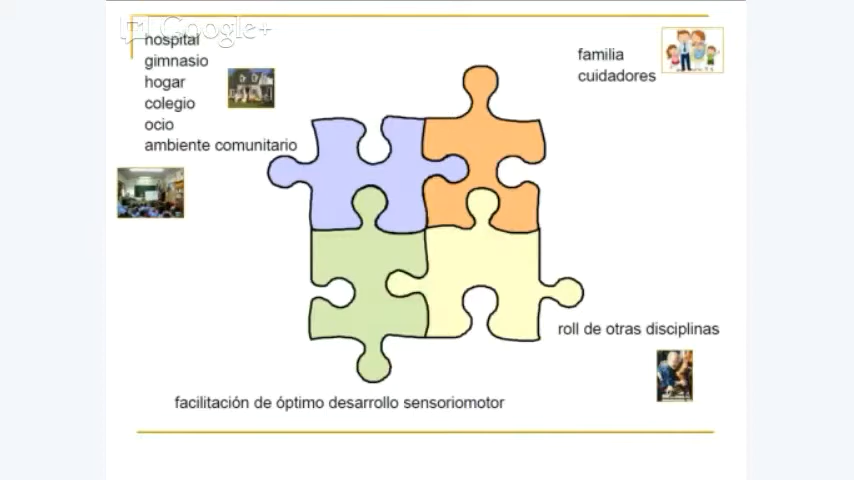 Google+
hospital
gimnasio
hogar
colegio
ocio
ambiente comunitario
familia
cuidadores
roll de otras disciplinas
facilitación de óptimo desarrollo sensoriomotor